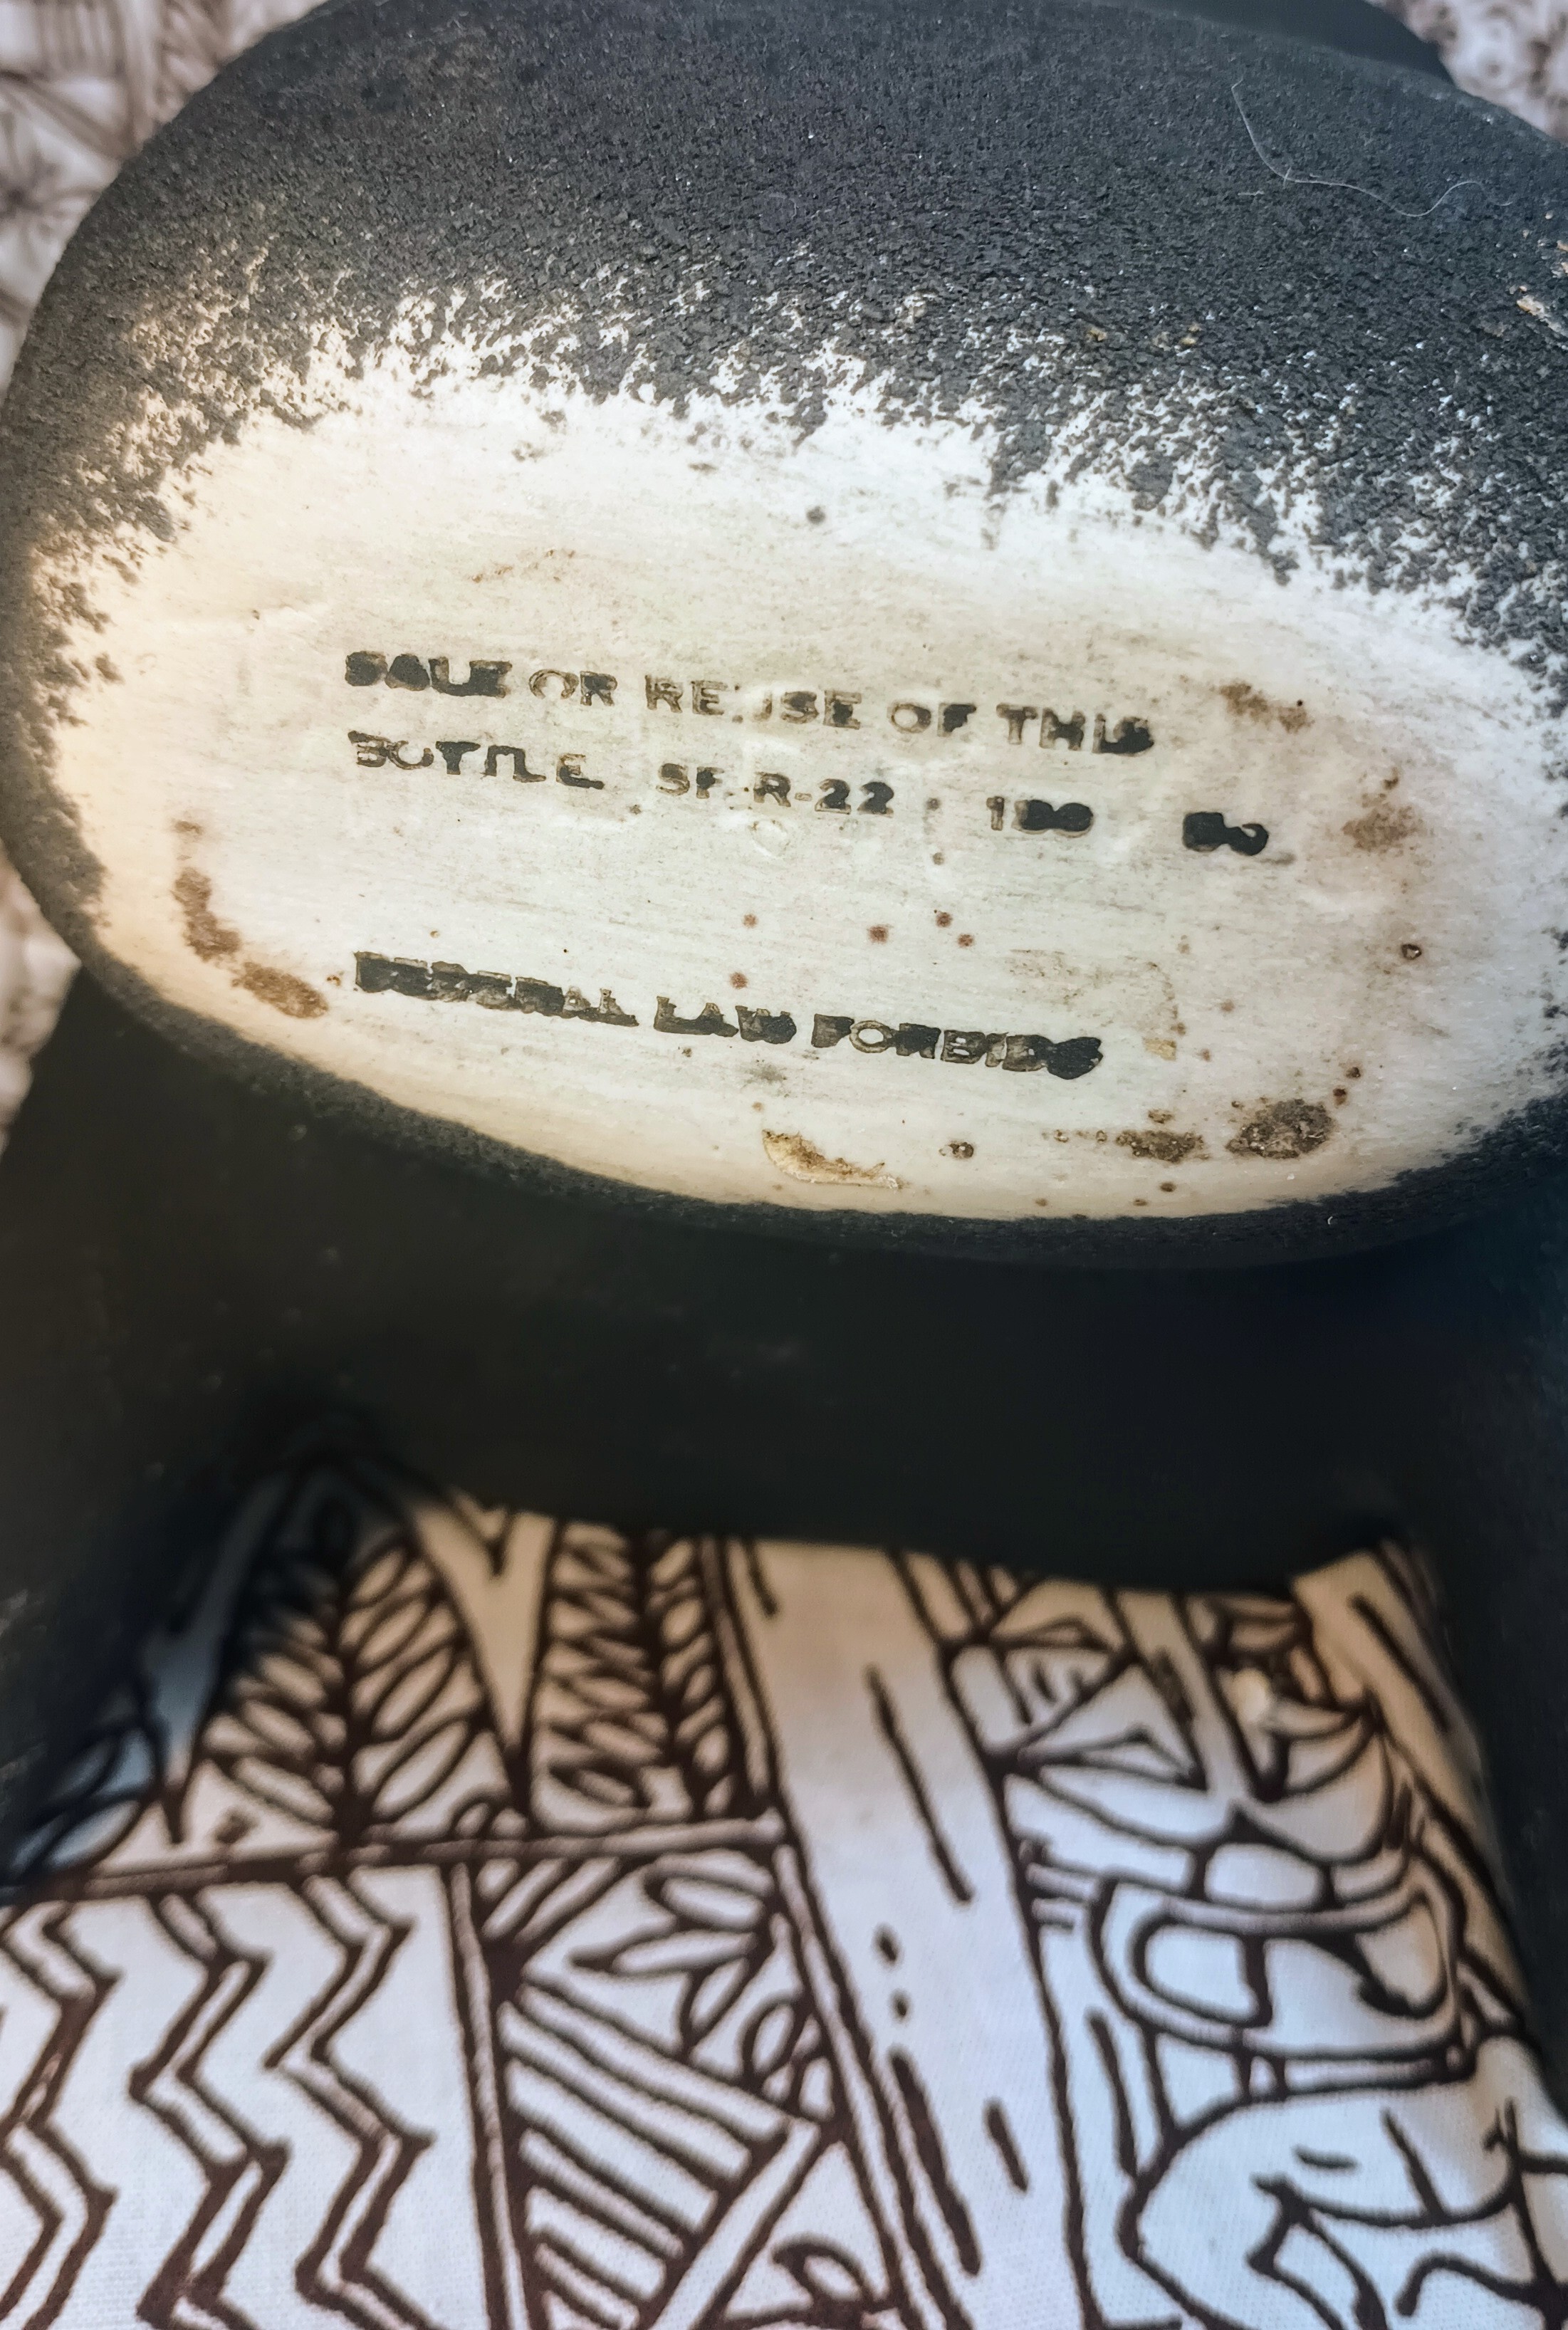 SALE OR REUSE OF THIS
BOTTLE SF R-22
FEDERAL LAW FORBIDS